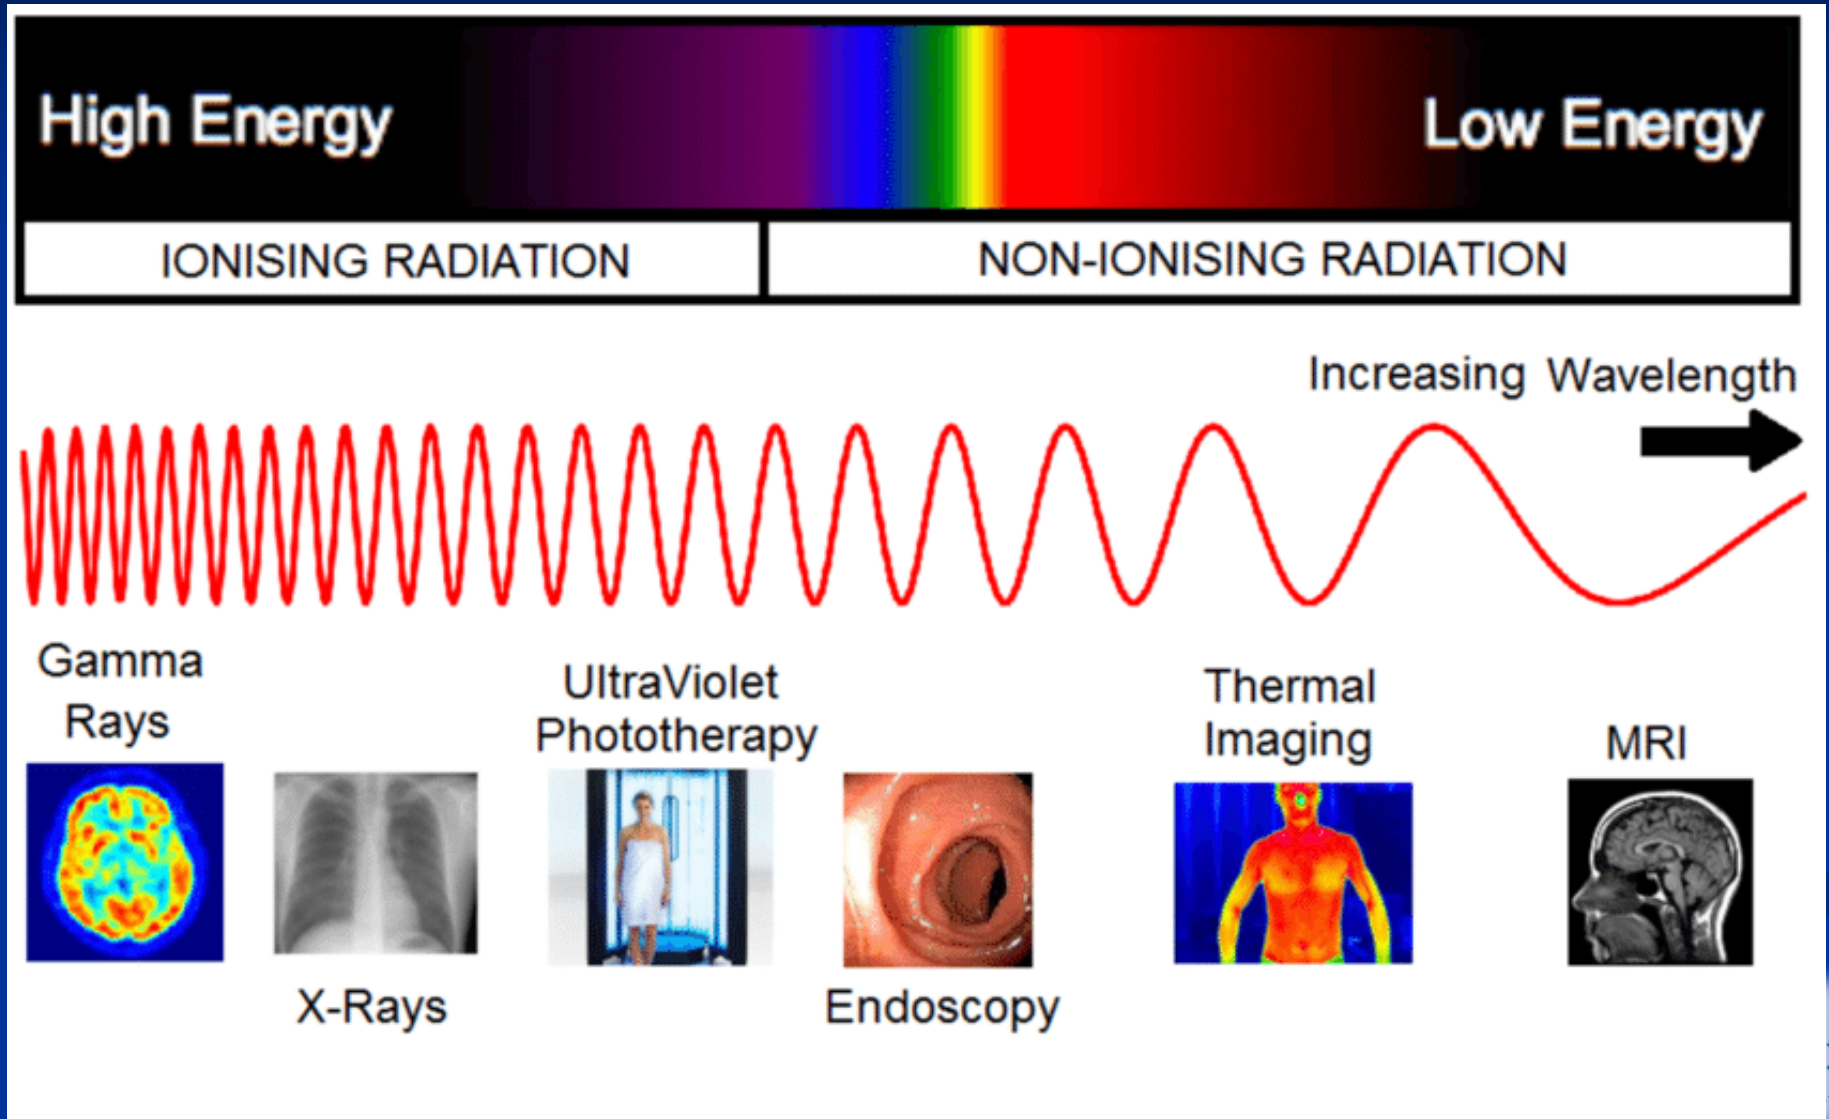 High Energy
Low Energy
IONISING RADIATION
NON-IONISING RADIATION
Increasing Wavelength
Gamma
Rays
UltraViolet
Phototherapy
Thermal
Imaging
MRI
X-Rays
Endoscopy